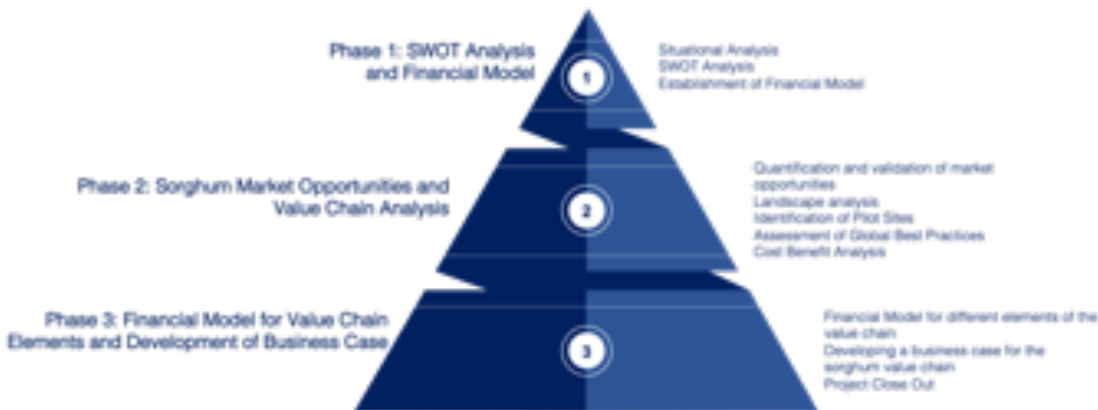 Phase 1: SWOT Analysis
and Financial Model
1
Situational Analysis
SWOT Analysis
Establishment of Financial Model
Phase 2: Sorghum Market Opportunities and
Value Chain Analysis
2
Quantification and validation of market
opportunities
Landscape analysis
Identification of Pilot Sites
Assessment of Global Best Practices
Cost Benefit Analysis
Phase 3: Financial Model for Value Chain
Elements and Development of Business Case
3
Financial Model for different elements of the
value chain
Developing a business case for the
sorghum value chain
Project Close Out